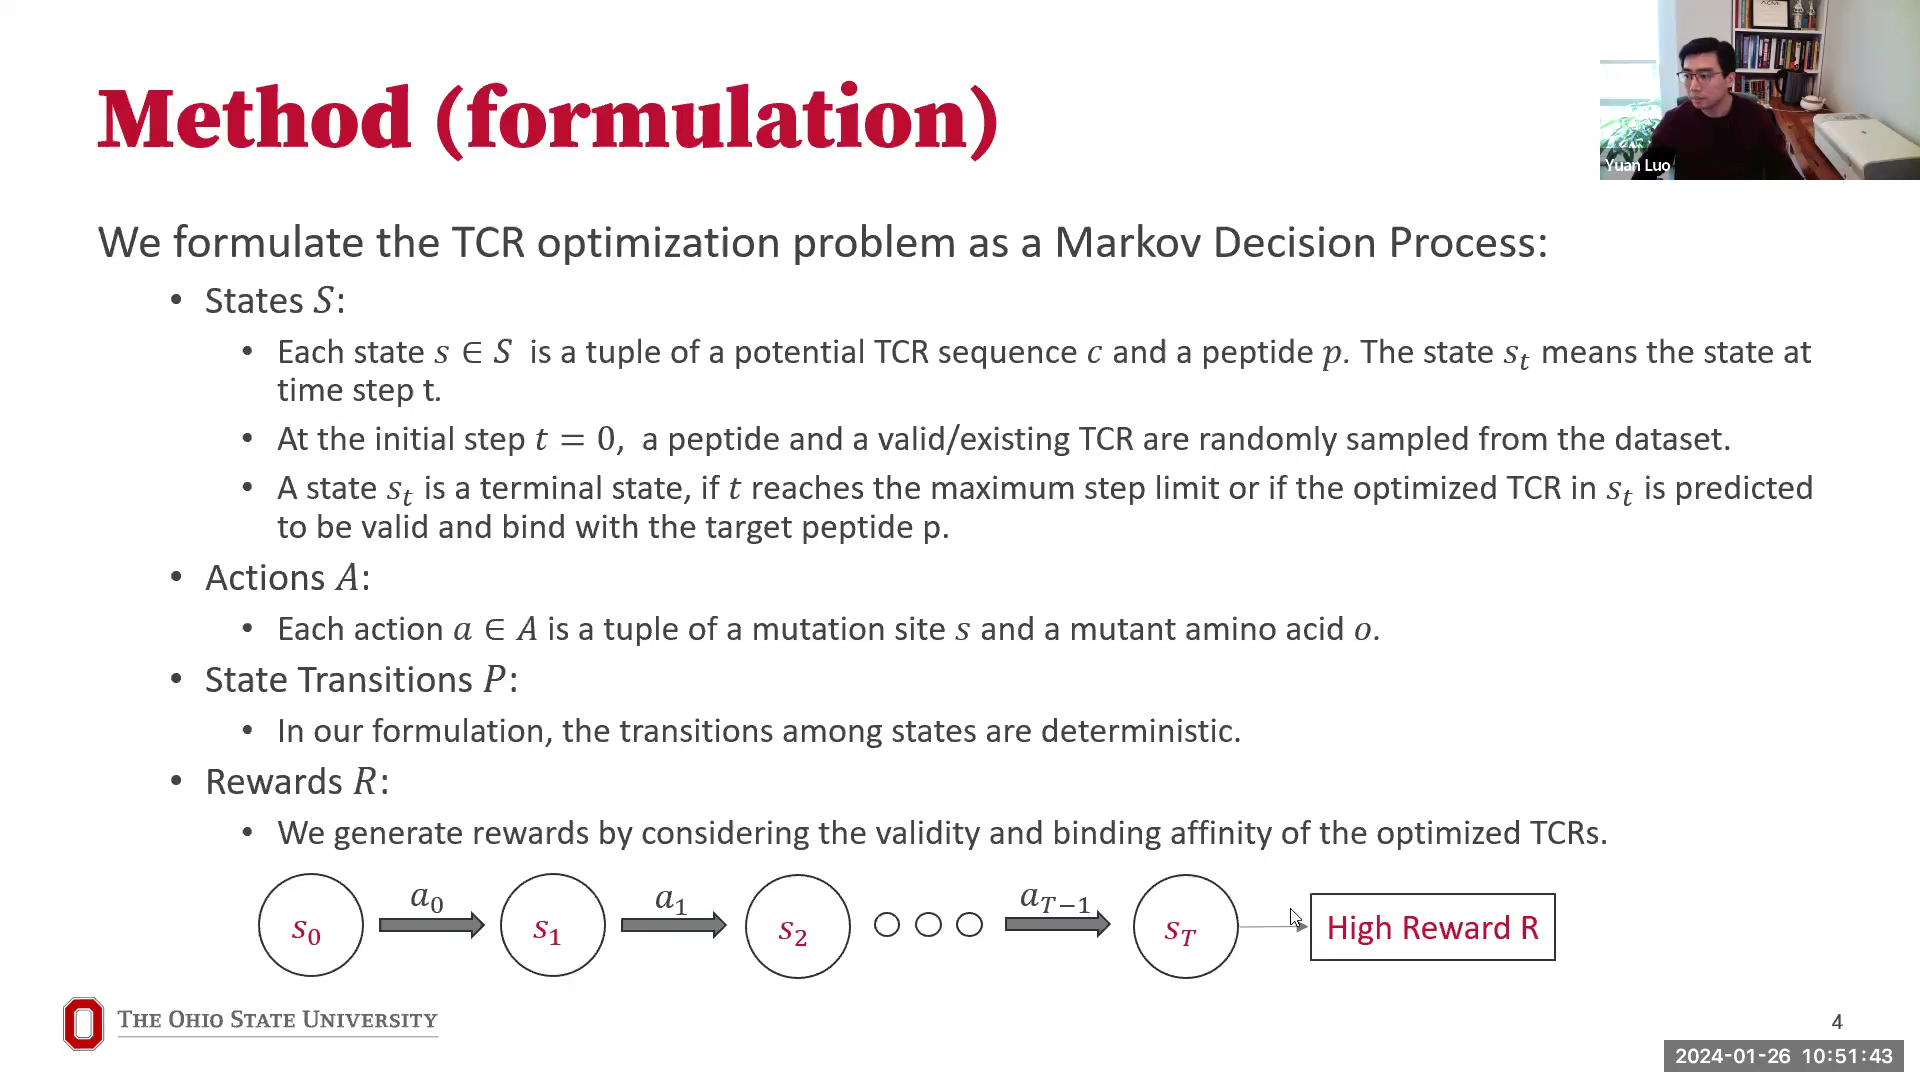 Method (formulation)
Yuan Luo
We formulate the TCR optimization problem as a Markov Decision Process:
• States S:
• Each state s ∈ S is a tuple of a potential TCR sequence c and a peptide p. The state s_t means the state at
time step t.
• At the initial step t = 0, a peptide and a valid/existing TCR are randomly sampled from the dataset.
• A state s_t is a terminal state, if t reaches the maximum step limit or if the optimized TCR in s_t is predicted
to be valid and bind with the target peptide p.
• Actions A:
• Each action a ∈ A is a tuple of a mutation site s and a mutant amino acid o.
• State Transitions P:
• In our formulation, the transitions among states are deterministic.
• Rewards R:
• We generate rewards by considering the validity and binding affinity of the optimized TCRs.
s_0 a_0 s_1 a_1 s_2 a_{T−1} s_T High Reward R
THE OHIO STATE UNIVERSITY
4
2024-01-26 10:51:43